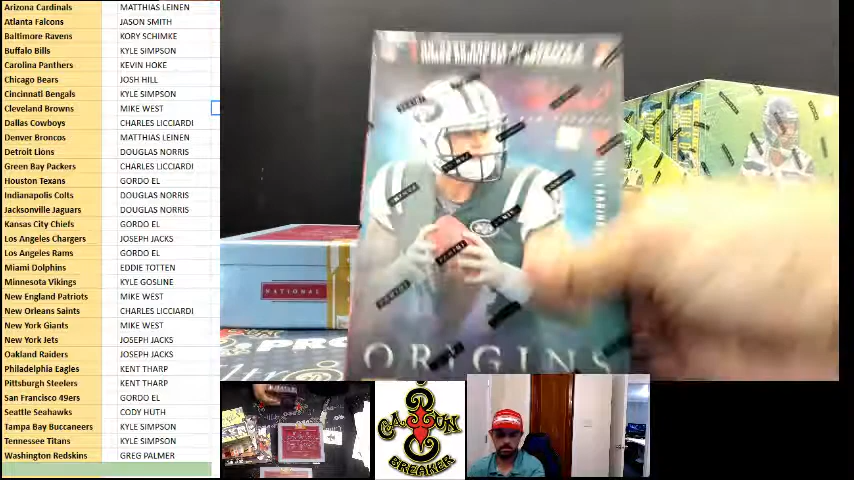 Arizona Cardinals MATTHIAS LEINEN
Atlanta Falcons JASON SMITH
Baltimore Ravens KORY SCHIMKE
Buffalo Bills KYLE SIMPSON
Carolina Panthers KEVIN HOKE
Chicago Bears JOSH HILL
Cincinnati Bengals KYLE SIMPSON
Cleveland Browns MIKE WEST
Dallas Cowboys CHARLES LICCIARDI
Denver Broncos MATTHIAS LEINEN
Detroit Lions DOUGLAS NORRIS
Green Bay Packers CHARLES LICCIARDI
Houston Texans GORDO EL
Indianapolis Colts DOUGLAS NORRIS
Jacksonville Jaguars DOUGLAS NORRIS
Kansas City Chiefs GORDO EL
Los Angeles Chargers JOSEPH JACKS
Los Angeles Rams GORDO EL
Miami Dolphins EDDIE TOTTEN
Minnesota Vikings KYLE GOSLINE
New England Patriots MIKE WEST
New Orleans Saints CHARLES LICCIARDI
New York Giants MIKE WEST
New York Jets JOSEPH JACKS
Oakland Raiders JOSEPH JACKS
Philadelphia Eagles KENT THARP
Pittsburgh Steelers KENT THARP
San Francisco 49ers GORDO EL
Seattle Seahawks CODY HUTH
Tampa Bay Buccaneers KYLE SIMPSON
Tennessee Titans KYLE SIMPSON
Washington Redskins GREG PALMER
PANINI
PANINI
PANINI
PANINI
PANINI
ORIGINS
NATIONAL
CAJUN
BREAKER